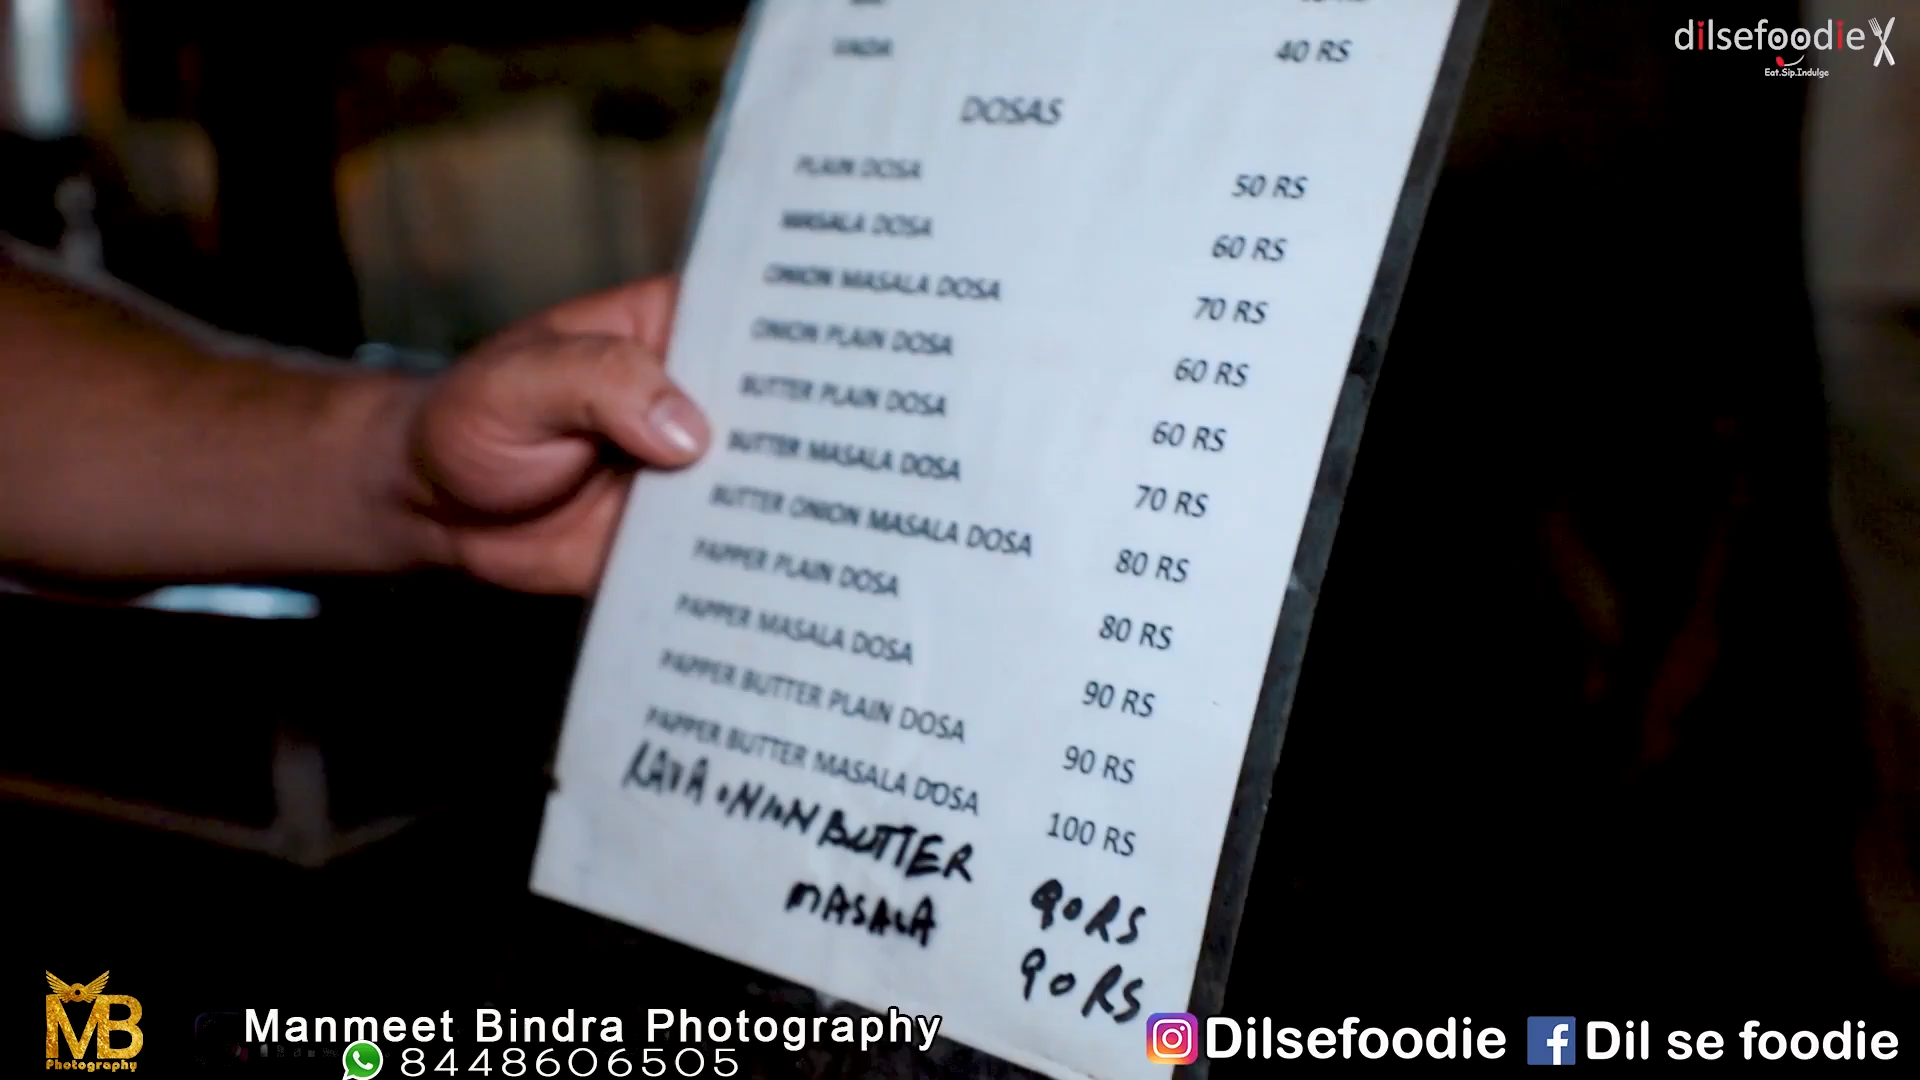 dilsefoodie
Eat.Sip.Indulge
VADA 40 RS
DOSAS
PLAIN DOSA 50 RS
MASALA DOSA 60 RS
ONION MASALA DOSA 70 RS
ONION PLAIN DOSA 60 RS
BUTTER PLAIN DOSA 60 RS
BUTTER MASALA DOSA 70 RS
BUTTER ONION MASALA DOSA 80 RS
PAPPER PLAIN DOSA 80 RS
PAPPER MASALA DOSA 90 RS
PAPPER BUTTER PLAIN DOSA 90 RS
PAPPER BUTTER MASALA DOSA 100 RS
RAVA ONION BUTTER 90 RS
MASALA 90 RS
MB
Photography
Manmeet Bindra Photography
8448606505
Dilsefoodie
Dil se foodie